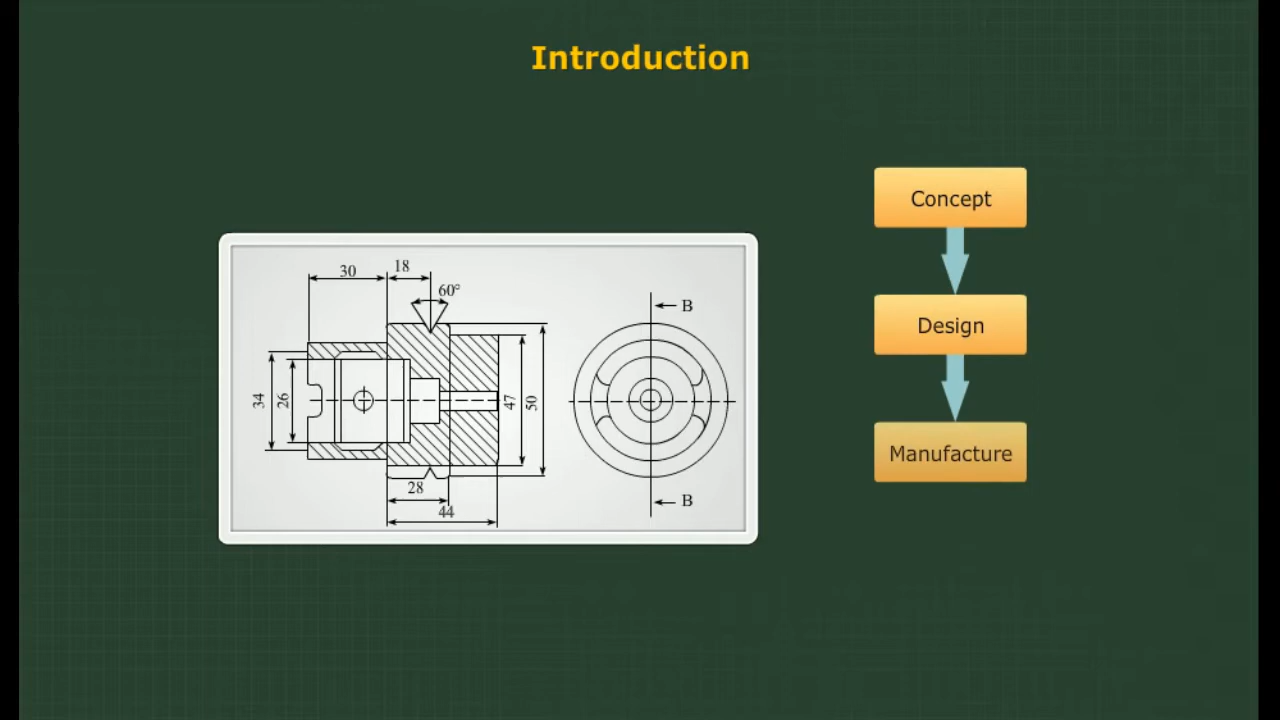 Introduction
30
18
60°
34
26
47
50
28
44
B
B
Concept
Design
Manufacture